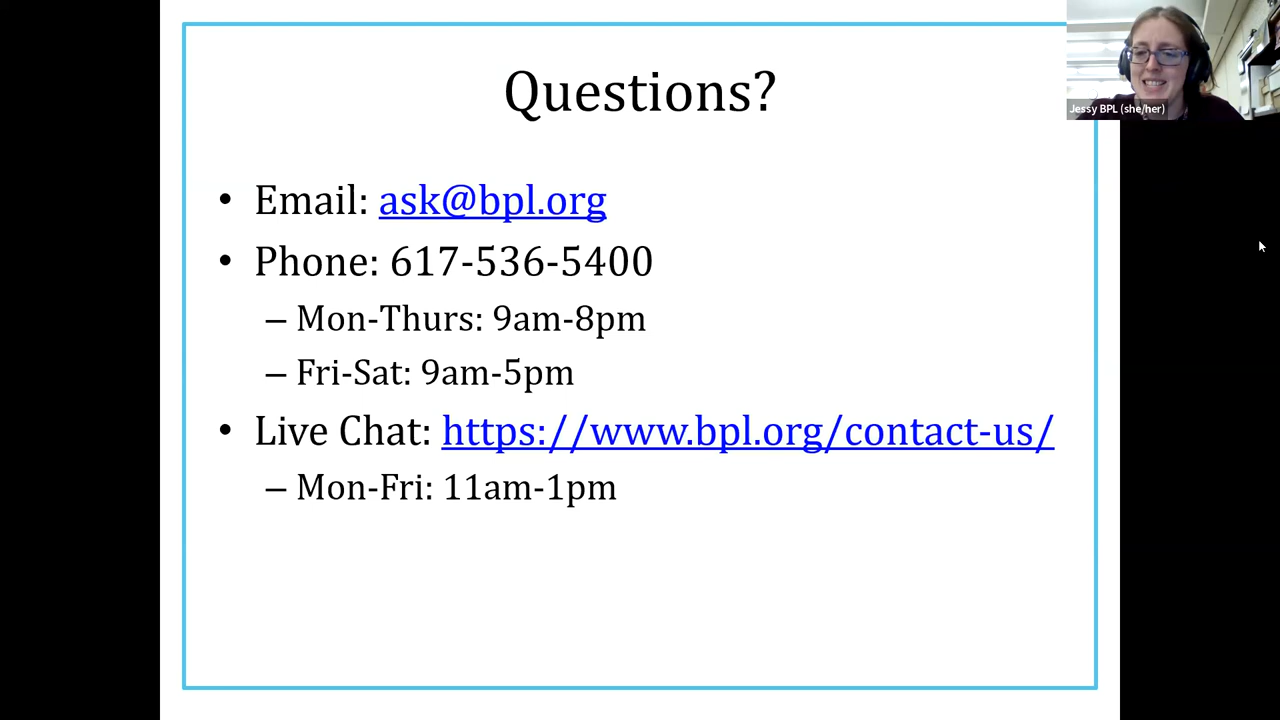 Questions?
• Email: ask@bpl.org
• Phone: 617-536-5400
– Mon-Thurs: 9am-8pm
– Fri-Sat: 9am-5pm
• Live Chat: https://www.bpl.org/contact-us/
– Mon-Fri: 11am-1pm
Jessy BPL (she/her)